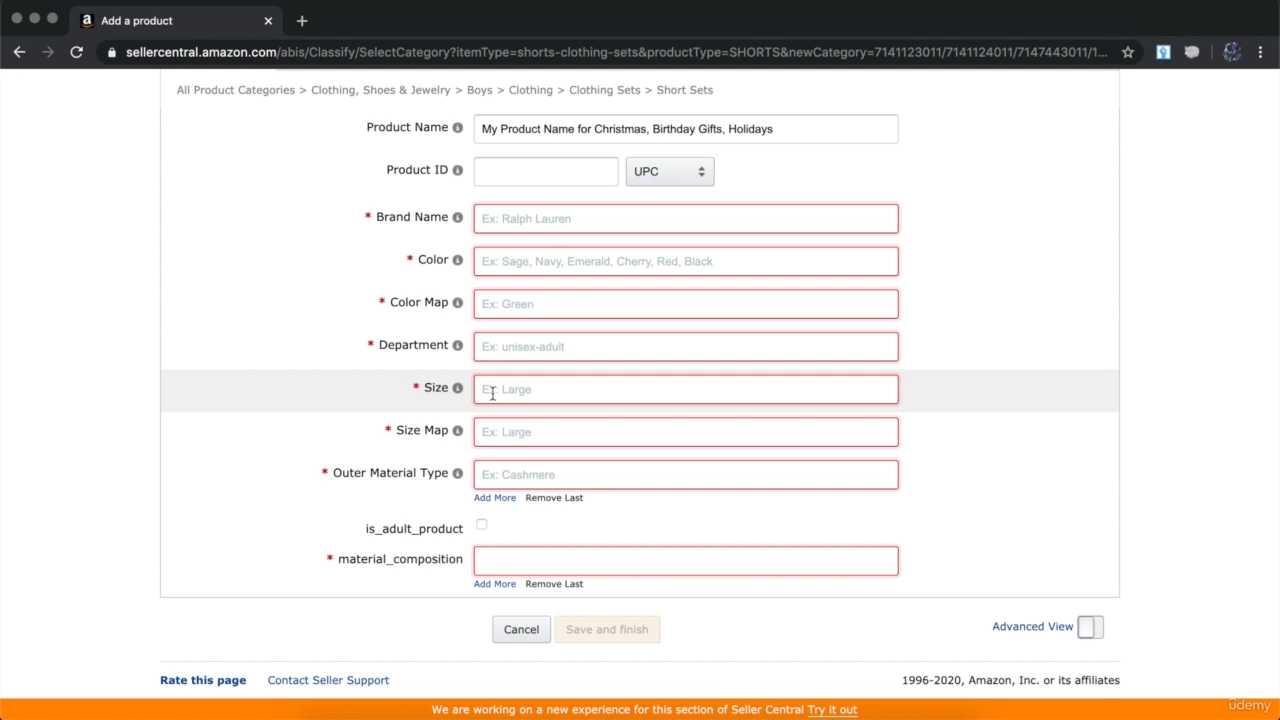 Add a product
sellercentral.amazon.com/abis/Classify/SelectCategory?itemType=shorts-clothing-sets&productType=SHORTS&newCategory=7141123011/7141124011/7147443011/1...
All Product Categories > Clothing, Shoes & Jewelry > Boys > Clothing > Clothing Sets > Short Sets
Product Name My Product Name for Christmas, Birthday Gifts, Holidays
Product ID UPC
* Brand Name Ex: Ralph Lauren
* Color Ex: Sage, Navy, Emerald, Cherry, Red, Black
* Color Map Ex: Green
* Department Ex: unisex-adult
* Size Ex: Large
* Size Map Ex: Large
* Outer Material Type Ex: Cashmere
Add More Remove Last
is_adult_product
* material_composition
Add More Remove Last
Cancel Save and finish Advanced View
Rate this page Contact Seller Support 1996-2020, Amazon, Inc. or its affiliates
We are working on a new experience for this section of Seller Central Try it out
ûdemy